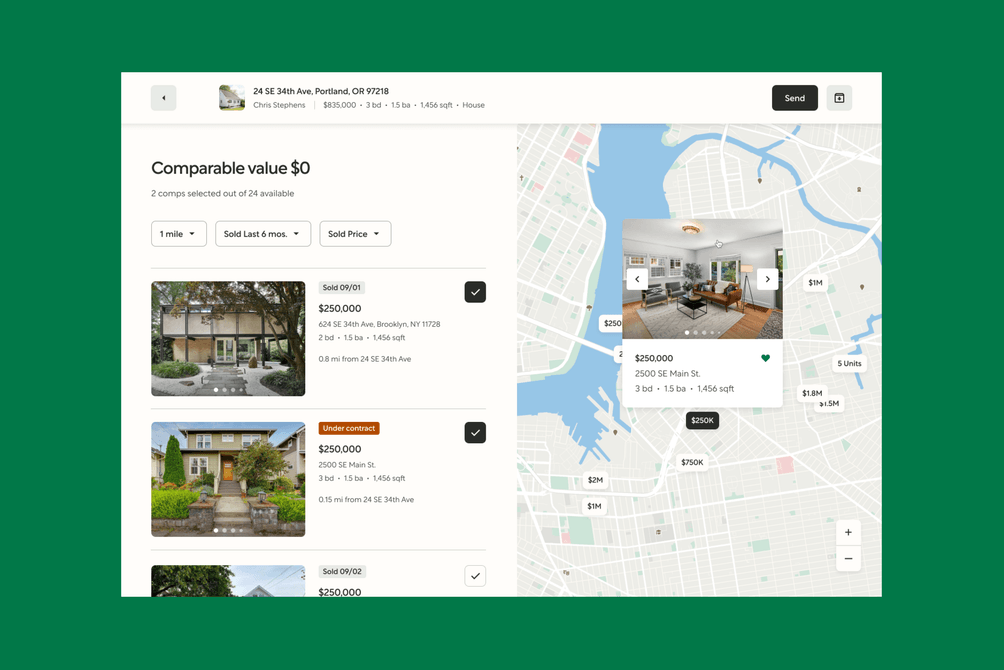 24 SE 34th Ave, Portland, OR 97218
Chris Stephens | $835,000 • 3 bd • 1.5 ba • 1,456 sqft • House
Send
Comparable value $0
2 comps selected out of 24 available
1 mile
Sold Last 6 mos.
Sold Price
Sold 09/01
$250,000
624 SE 34th Ave, Brooklyn, NY 11728
2 bd • 1.5 ba • 1,456 sqft
0.8 mi from 24 SE 34th Ave
Under contract
$250,000
2500 SE Main St.
3 bd • 1.5 ba • 1,456 sqft
0.15 mi from 24 SE 34th Ave
Sold 09/02
$250,000
$1M
$250
2
5 Units
$250,000
2500 SE Main St.
3 bd • 1.5 ba • 1,456 sqft
$1.8M
$1.5M
$250K
$750K
$2M
$1M
+
−